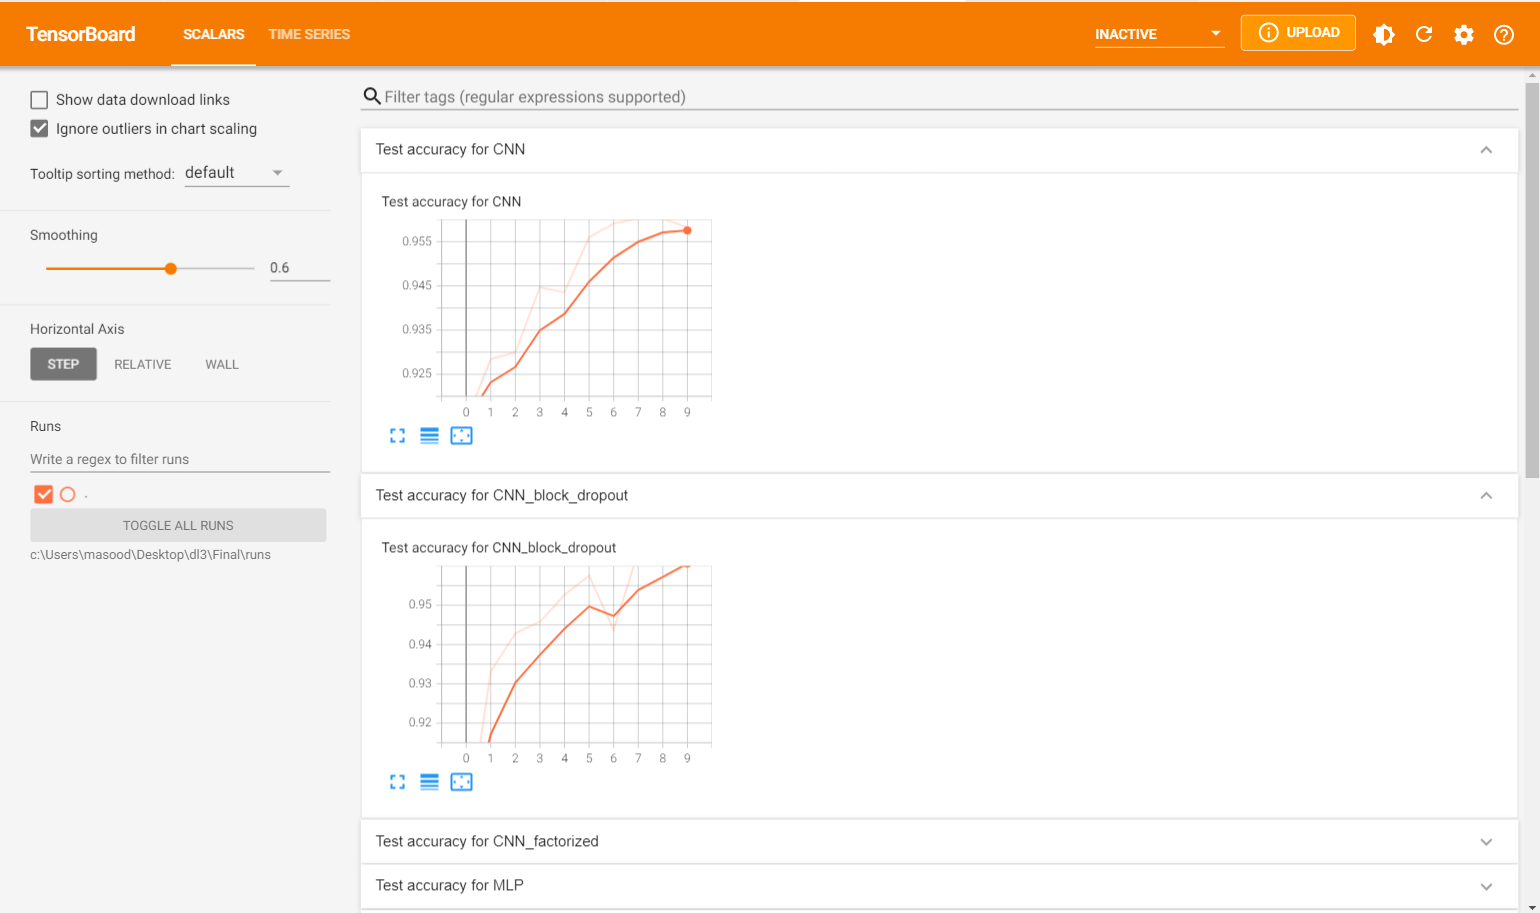 TensorBoard SCALARS TIME SERIES INACTIVE UPLOAD
Show data download links
Ignore outliers in chart scaling
Tooltip sorting method: default
Smoothing
0.6
Horizontal Axis
STEP RELATIVE WALL
Runs
Write a regex to filter runs
.
TOGGLE ALL RUNS
c:\Users\masood\Desktop\dl3\Final\runs
Filter tags (regular expressions supported)
Test accuracy for CNN
Test accuracy for CNN
0.955
0.945
0.935
0.925
0 1 2 3 4 5 6 7 8 9
Test accuracy for CNN_block_dropout
Test accuracy for CNN_block_dropout
0.95
0.94
0.93
0.92
0 1 2 3 4 5 6 7 8 9
Test accuracy for CNN_factorized
Test accuracy for MLP